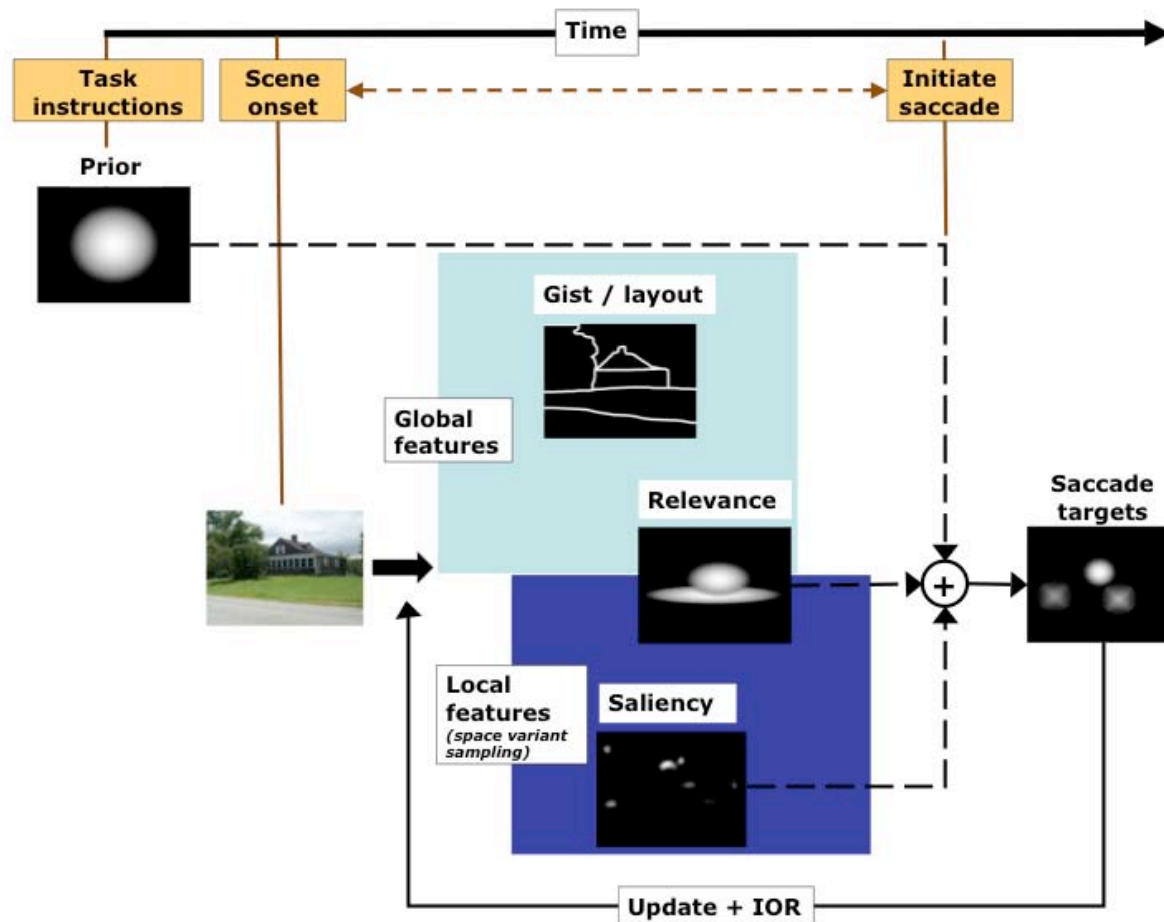 Time
Task
instructions
Scene
onset
Initiate
saccade
Prior
Gist / layout
Global
features
Relevance
Saccade
targets
+
Local
features
(space variant
sampling)
Saliency
Update + IOR